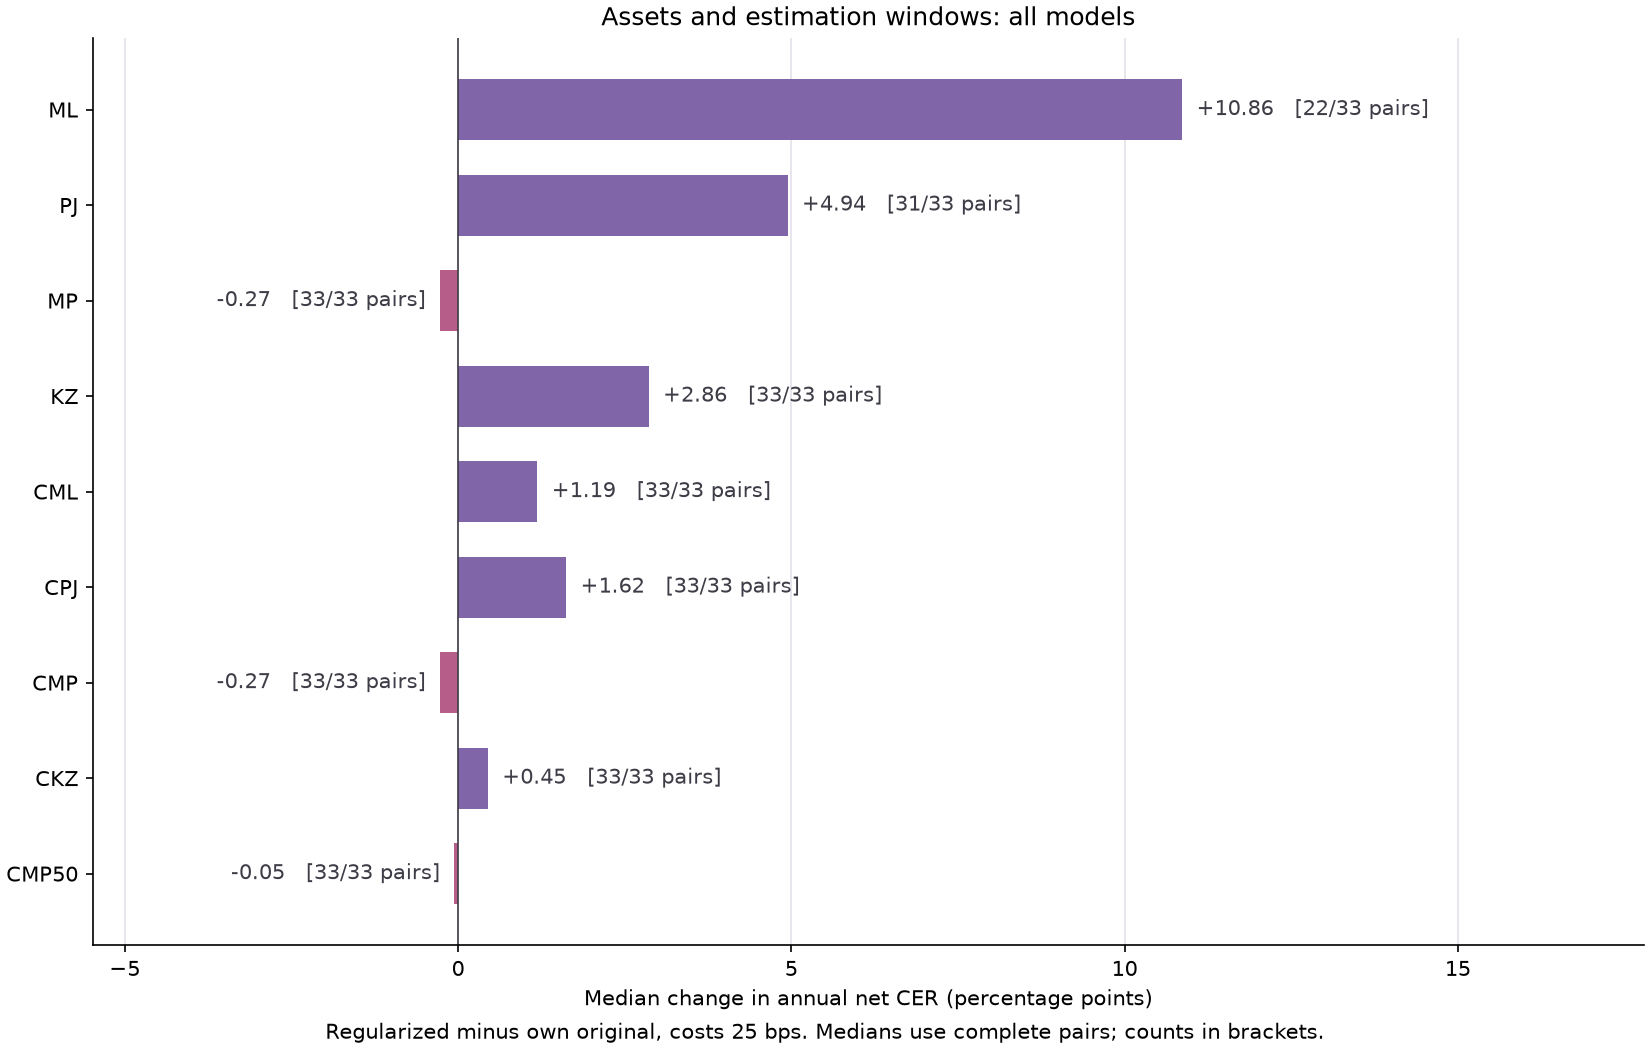 Assets and estimation windows: all models
ML +10.86 [22/33 pairs]
PJ +4.94 [31/33 pairs]
MP -0.27 [33/33 pairs]
KZ +2.86 [33/33 pairs]
CML +1.19 [33/33 pairs]
CPJ +1.62 [33/33 pairs]
CMP -0.27 [33/33 pairs]
CKZ +0.45 [33/33 pairs]
CMP50 -0.05 [33/33 pairs]
−5 0 5 10 15
Median change in annual net CER (percentage points)
Regularized minus own original, costs 25 bps. Medians use complete pairs; counts in brackets.